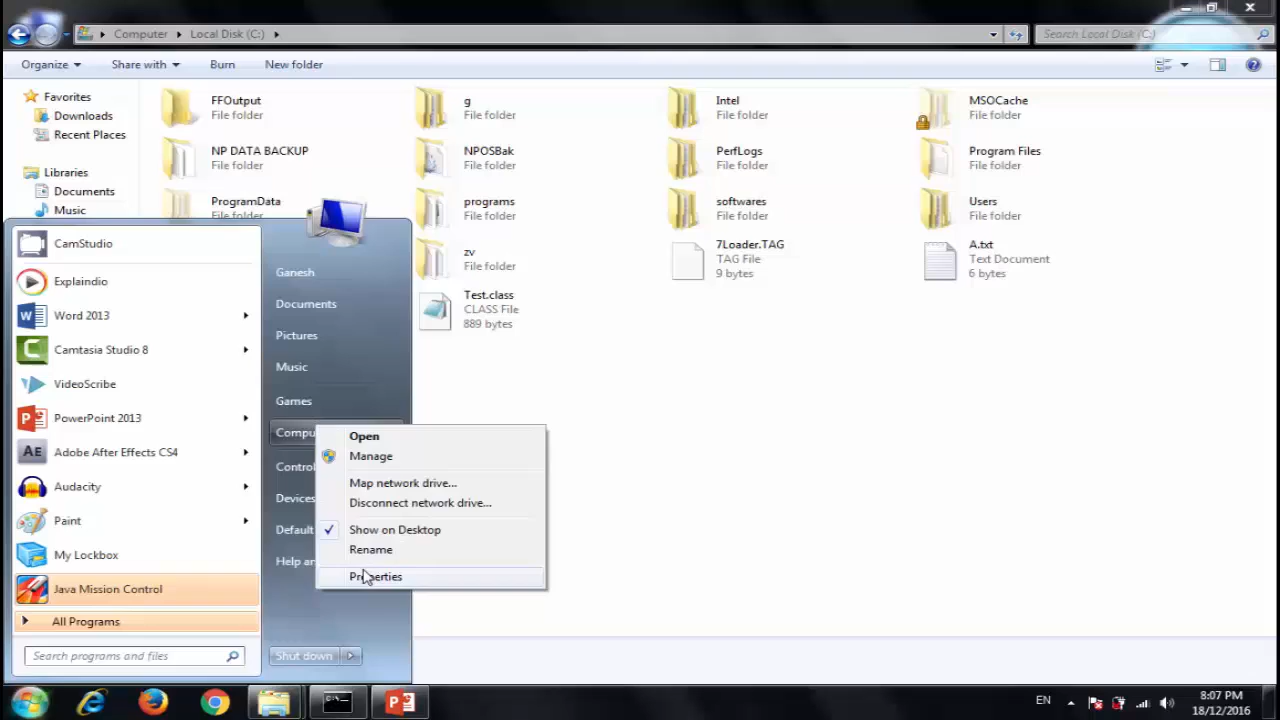 Computer
Local Disk (C:)
Search Local Disk (C:)
Organize
Share with
Burn
New folder
Favorites
Downloads
Recent Places
Libraries
Documents
Music
FFOutput
File folder
g
File folder
Intel
File folder
MSOCache
File folder
NP DATA BACKUP
File folder
NPOSBak
File folder
PerfLogs
File folder
Program Files
File folder
ProgramData
File folder
programs
File folder
softwares
File folder
Users
File folder
zv
File folder
7Loader.TAG
TAG File
9 bytes
A.txt
Text Document
6 bytes
Test.class
CLASS File
889 bytes
CamStudio
Explaindio
Word 2013
Camtasia Studio 8
VideoScribe
PowerPoint 2013
AE
Adobe After Effects CS4
Audacity
Paint
My Lockbox
Java Mission Control
All Programs
Search programs and files
Ganesh
Documents
Pictures
Music
Games
Compu
Control
Devices
Default
Help an
Shut down
Open
Manage
Map network drive...
Disconnect network drive...
Show on Desktop
Rename
Properties
EN
8:07 PM
18/12/2016